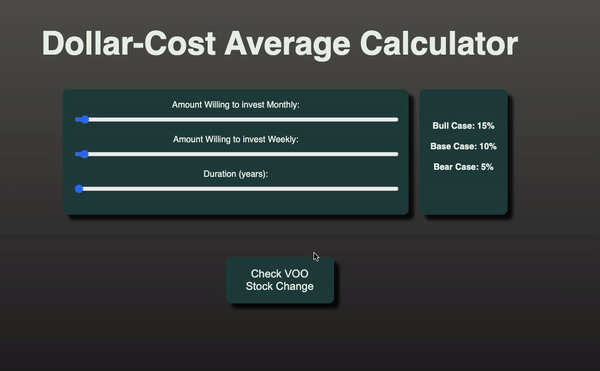 Dollar-Cost Average Calculator
Amount Willing to invest Monthly:
Amount Willing to invest Weekly:
Duration (years):
Bull Case: 15%
Base Case: 10%
Bear Case: 5%
Check VOO
Stock Change